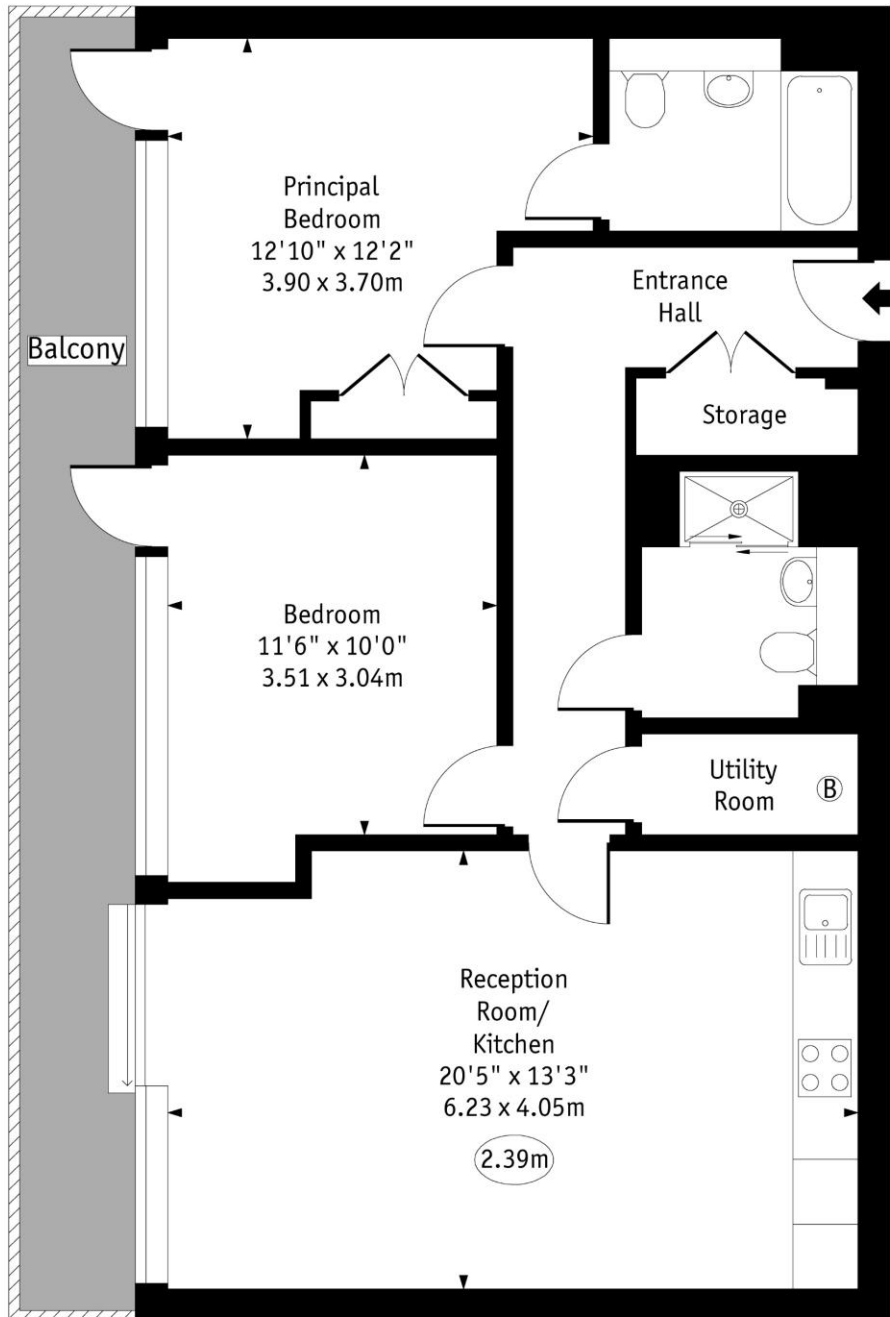 Principal
Bedroom
12'10" x 12'2"
3.90 x 3.70m
Entrance
Hall
Balcony
Storage
Bedroom
11'6" x 10'0"
3.51 x 3.04m
Utility
Room
B
Reception
Room/
Kitchen
20'5" x 13'3"
6.23 x 4.05m
2.39m